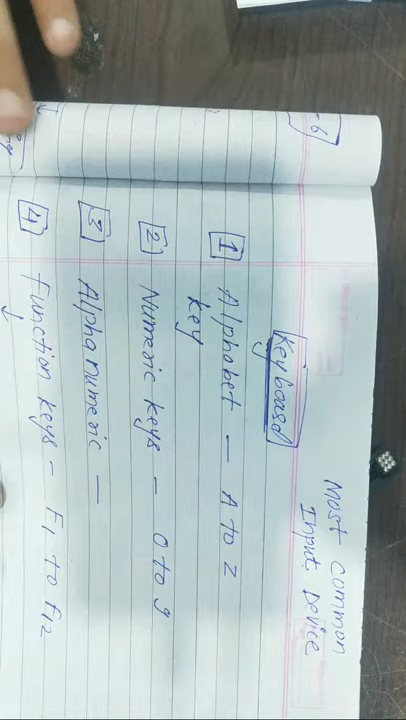 Most common
Input Device
Keyboard
1 Alphabet — A to Z
key
2 Numeric keys — 0 to 9
3 Alphanumeric —
4 Function keys — F1 to F12